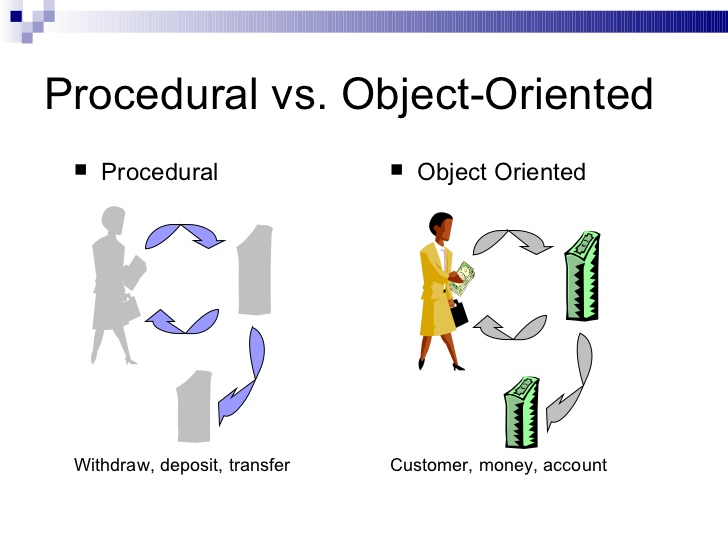 Procedural vs. Object-Oriented
Procedural
Object Oriented
Withdraw, deposit, transfer
Customer, money, account